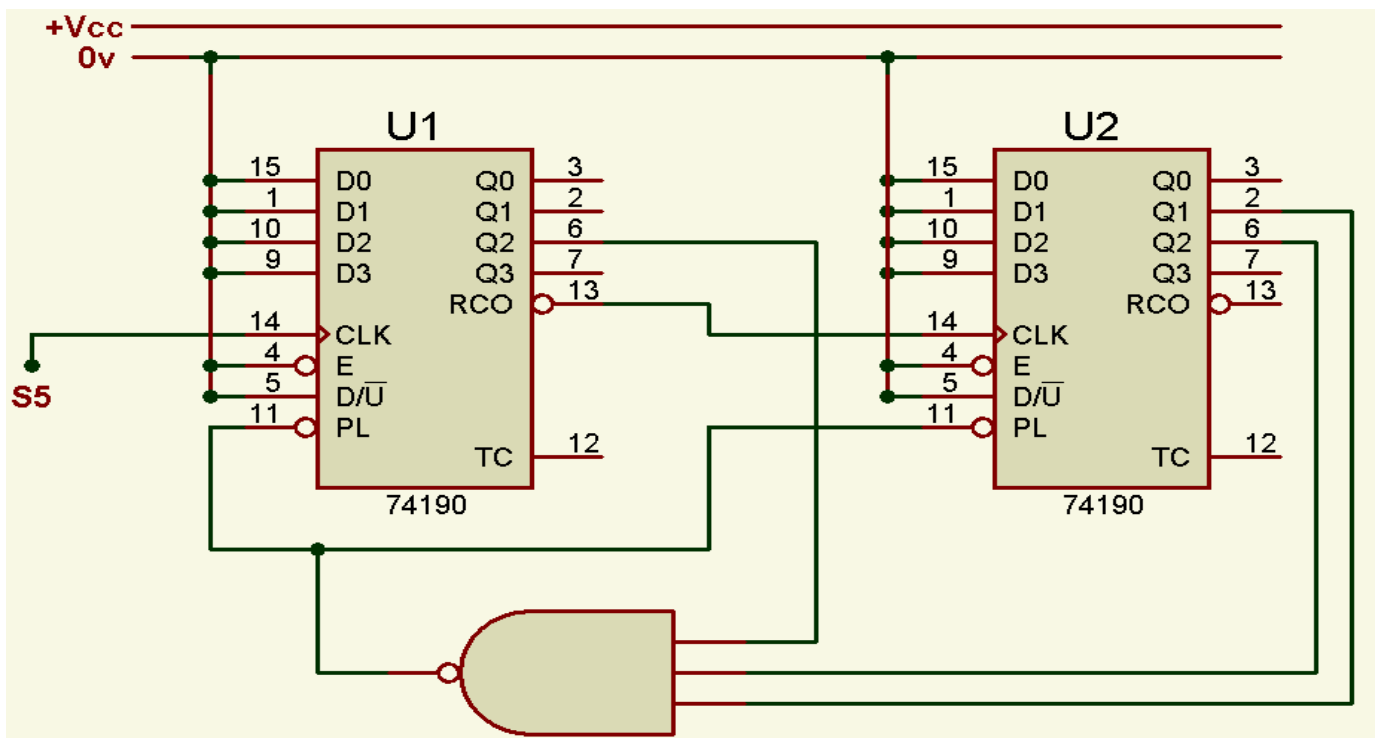 +Vcc
0v
U1
U2
15 D0 Q0 3
1 D1 Q1 2
10 D2 Q2 6
9 D3 Q3 7
RCO 13
14 CLK
4 E
5 D/U̅
11 PL
TC 12
74190
15 D0 Q0 3
1 D1 Q1 2
10 D2 Q2 6
9 D3 Q3 7
RCO 13
14 CLK
4 E
5 D/U̅
11 PL
TC 12
74190
S5